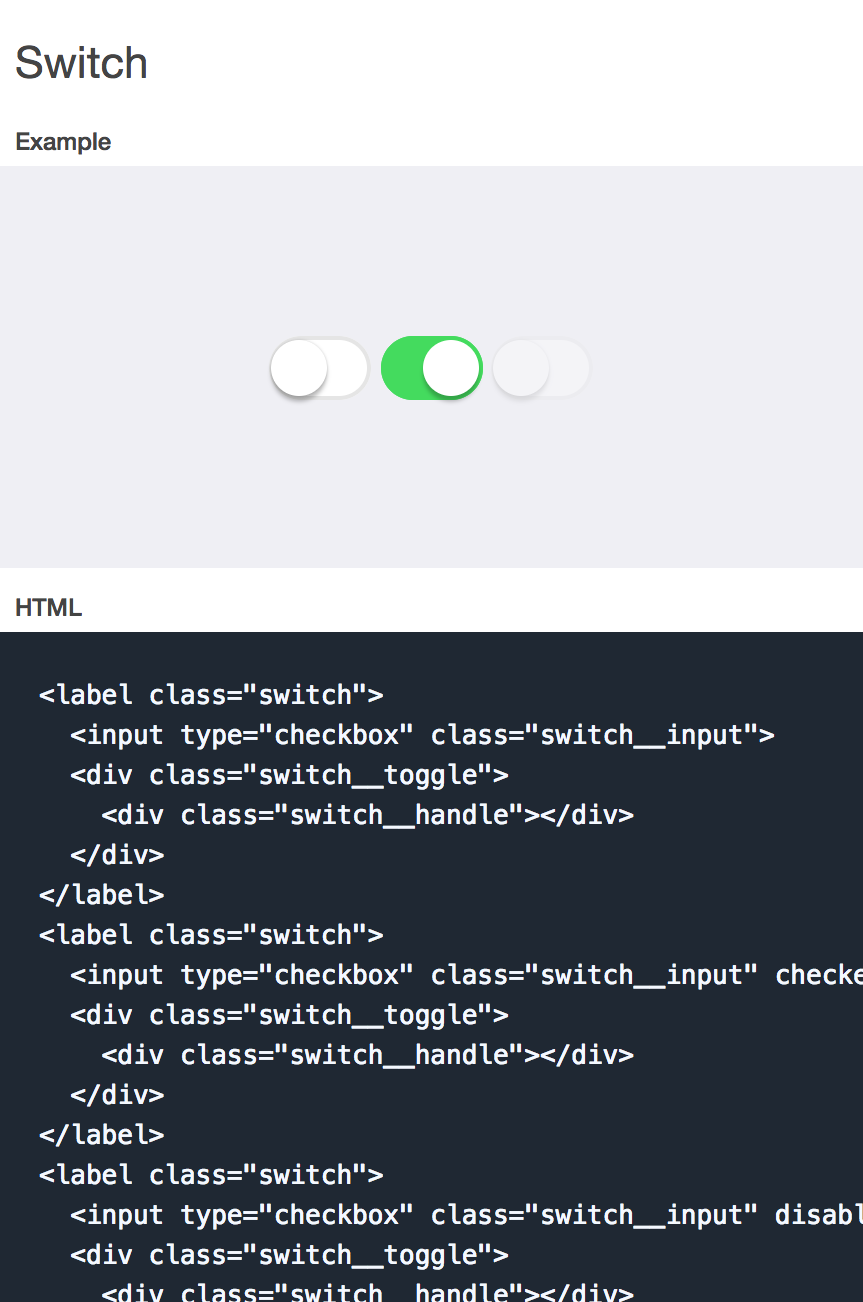 Switch
Example
HTML
<label class="switch">
<input type="checkbox" class="switch__input">
<div class="switch__toggle">
<div class="switch__handle"></div>
</div>
</label>
<label class="switch">
<input type="checkbox" class="switch__input" checke
<div class="switch__toggle">
<div class="switch__handle"></div>
</div>
</label>
<label class="switch">
<input type="checkbox" class="switch__input" disabl
<div class="switch__toggle">
<div class="switch__handle"></div>